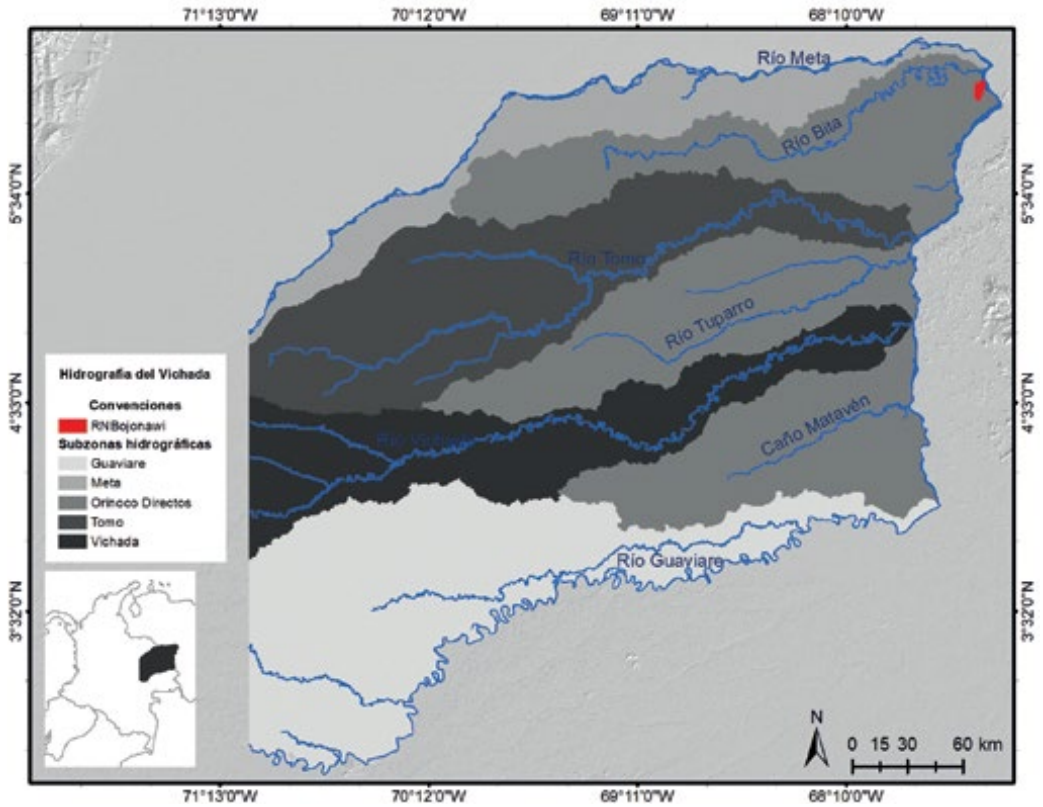 71°13'0"W 70°12'0"W 69°11'0"W 68°10'0"W
Río Meta
Río Bita
5°34'0"N 5°34'0"N
Río Tomo
Río Tuparro
Hidrografía del Vichada
Convenciones
RNBojonawi
Subzonas hidrográficas
Guaviare
Meta
Orinoco Directos
Tomo
Vichada
4°33'0"N 4°33'0"N
Río Vichada
Caño Matavén
Río Guaviare
3°32'0"N 3°32'0"N
N
0 15 30 60 km
71°13'0"W 70°12'0"W 69°11'0"W 68°10'0"W